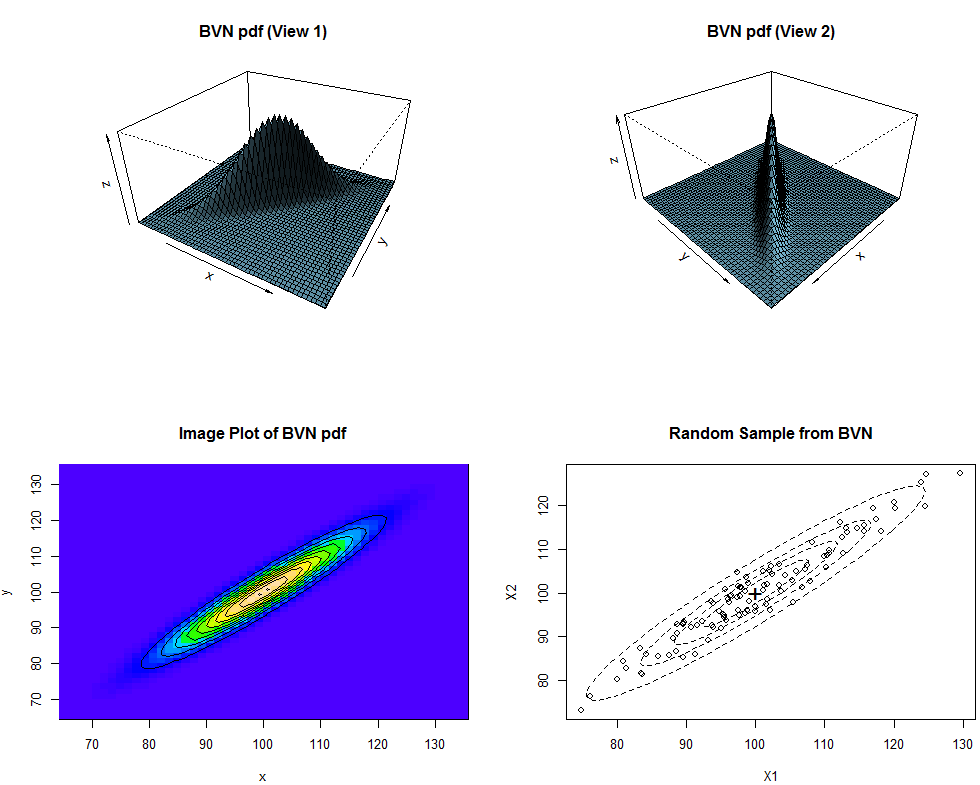 BVN pdf (View 1)
z
x
y
BVN pdf (View 2)
z
y
x
Image Plot of BVN pdf
130
120
110
100
90
80
70
y
70 80 90 100 110 120 130
x
Random Sample from BVN
120
110
100
90
80
X2
80 90 100 110 120 130
X1